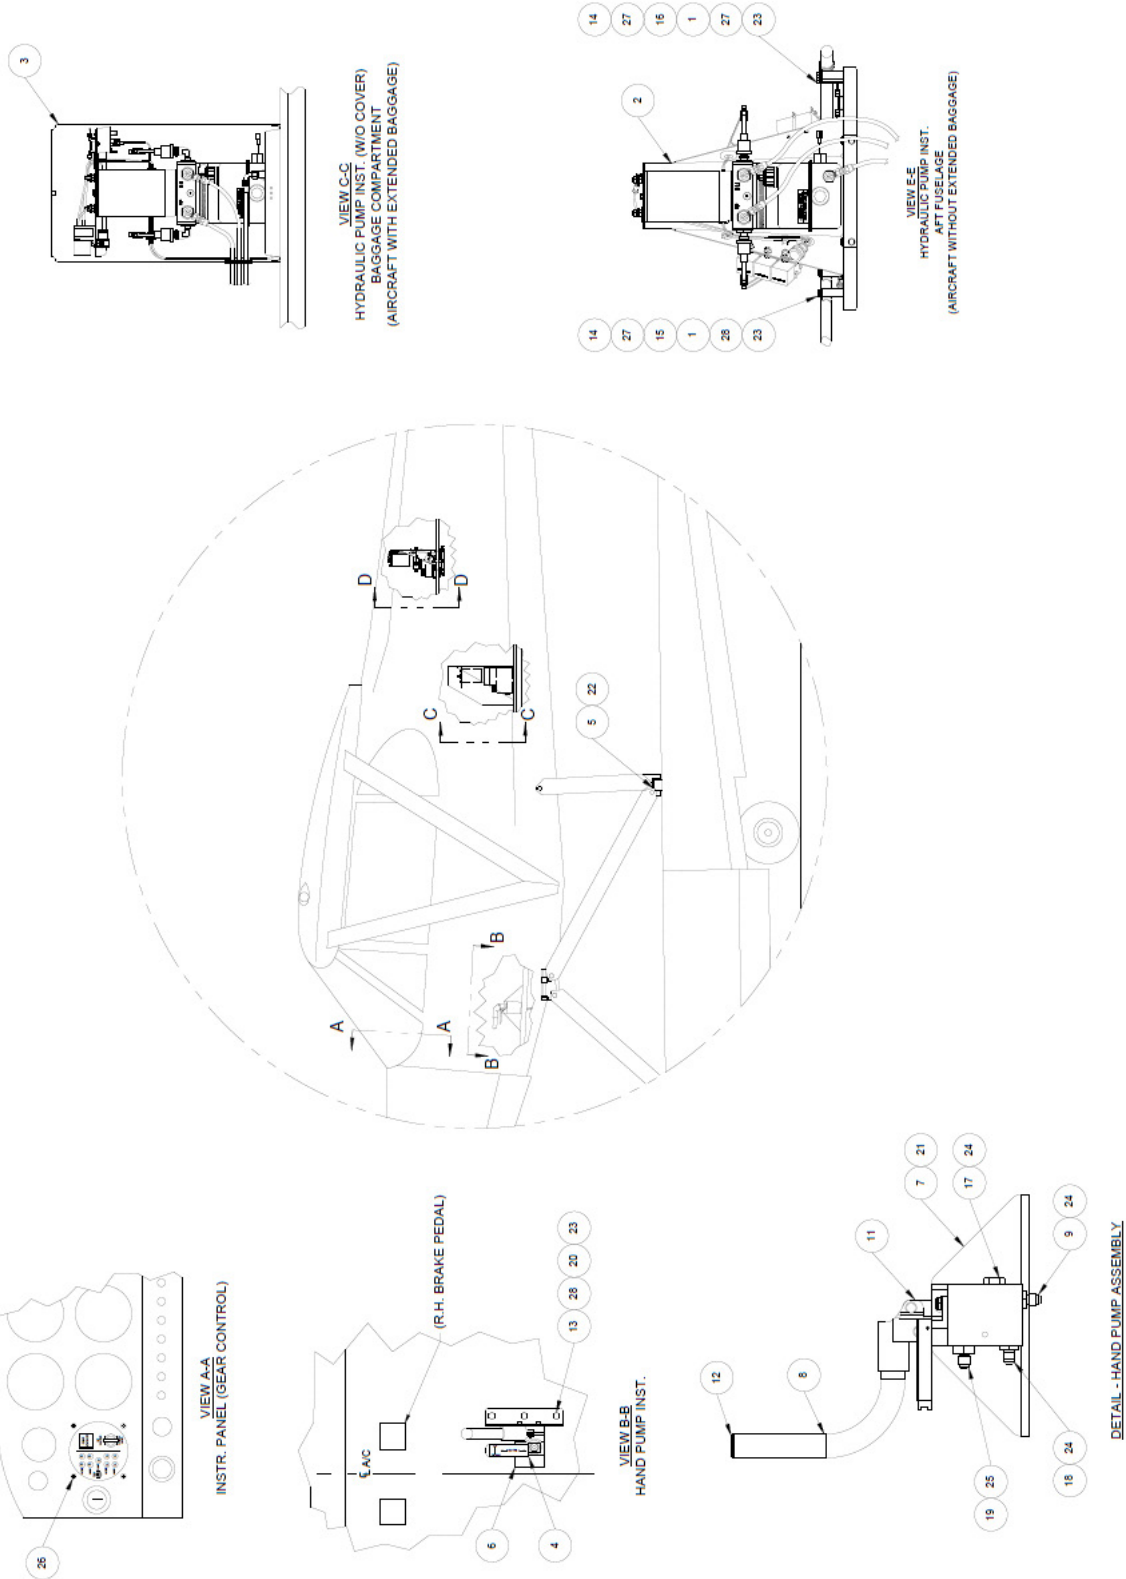 26
VIEW A-A
INSTR. PANEL (GEAR CONTROL)
℄ A/C
(R.H. BRAKE PEDAL)
6
4
13
28
20
23
VIEW B-B
HAND PUMP INST.
12
8
11
7
21
17
24
9
24
19
25
18
24
DETAIL - HAND PUMP ASSEMBLY
A
A
B
B
C
C
D
D
5
22
3
VIEW C-C
HYDRAULIC PUMP INST. (W/O COVER)
BAGGAGE COMPARTMENT
(AIRCRAFT WITH EXTENDED BAGGAGE)
14
27
15
1
28
23
2
14
27
16
1
27
23
VIEW E-E
HYDRAULIC PUMP INST.
AFT FUSELAGE
(AIRCRAFT WITHOUT EXTENDED BAGGAGE)